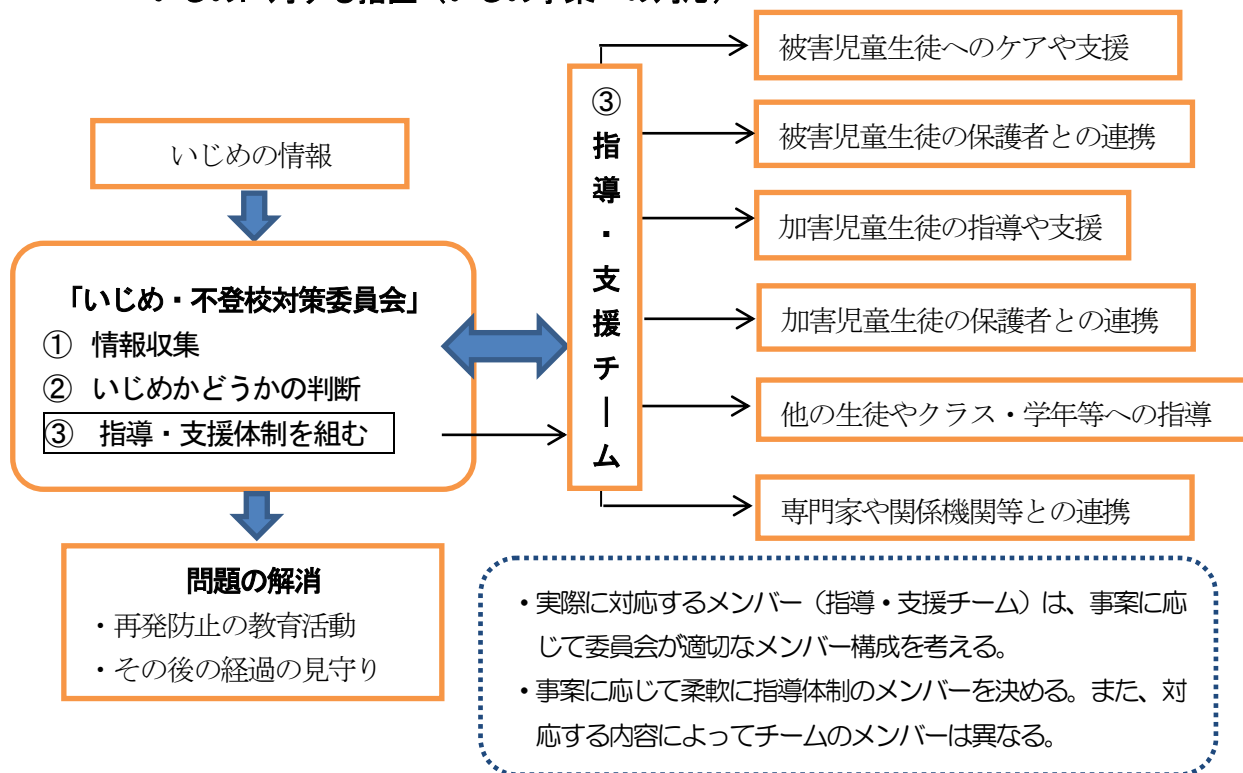 いじめの情報
「いじめ・不登校対策委員会」
① 情報収集
② いじめかどうかの判断
③ 指導・支援体制を組む
問題の解消
・再発防止の教育活動
・その後の経過の見守り
③指導・支援チーム
被害児童生徒へのケアや支援
被害児童生徒の保護者との連携
加害児童生徒の指導や支援
加害児童生徒の保護者との連携
他の生徒やクラス・学年等への指導
専門家や関係機関等との連携
・実際に対応するメンバー（指導・支援チーム）は、事案に応
じて委員会が適切なメンバー構成を考える。
・事案に応じて柔軟に指導体制のメンバーを決める。また、対
応する内容によってチームのメンバーは異なる。